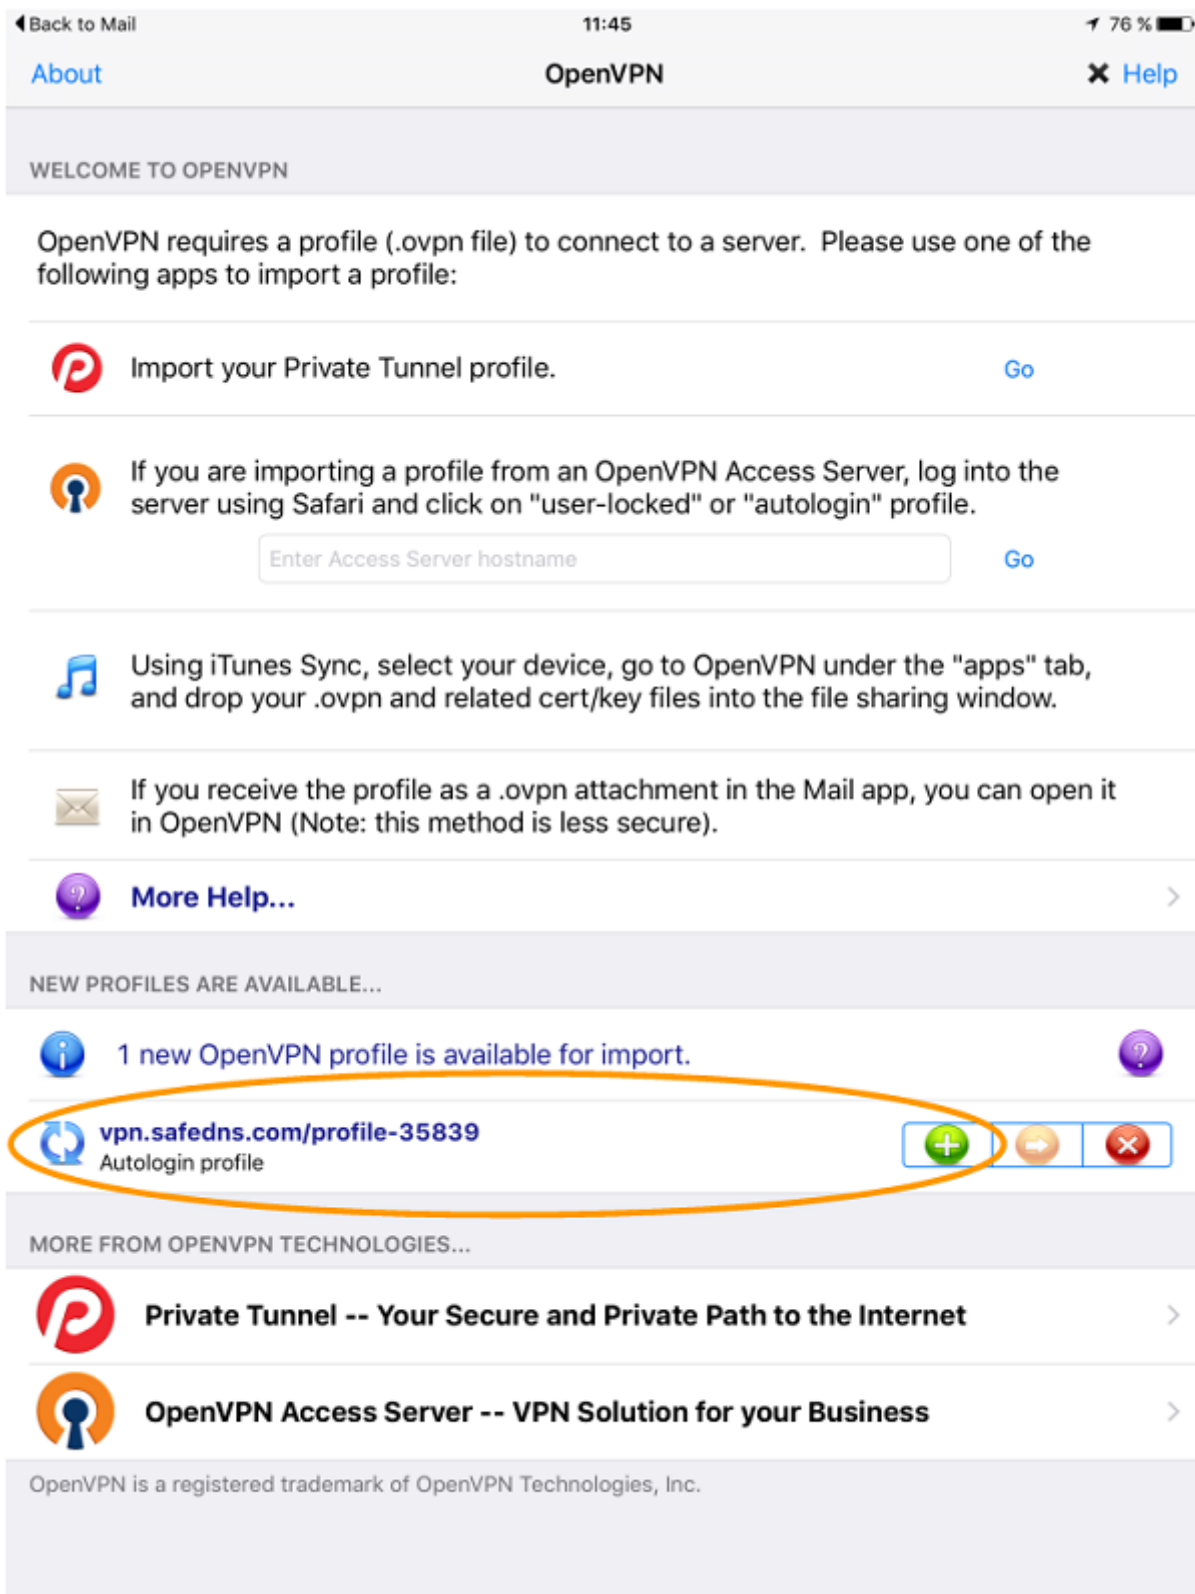 Back to Mail 11:45 76 %
About OpenVPN Help
WELCOME TO OPENVPN
OpenVPN requires a profile (.ovpn file) to connect to a server.  Please use one of the
following apps to import a profile:
Import your Private Tunnel profile. Go
If you are importing a profile from an OpenVPN Access Server, log into the
server using Safari and click on "user-locked" or "autologin" profile.
Enter Access Server hostname Go
Using iTunes Sync, select your device, go to OpenVPN under the "apps" tab,
and drop your .ovpn and related cert/key files into the file sharing window.
If you receive the profile as a .ovpn attachment in the Mail app, you can open it
in OpenVPN (Note: this method is less secure).
More Help...
NEW PROFILES ARE AVAILABLE...
1 new OpenVPN profile is available for import.
vpn.safedns.com/profile-35839
Autologin profile
MORE FROM OPENVPN TECHNOLOGIES...
Private Tunnel -- Your Secure and Private Path to the Internet
OpenVPN Access Server -- VPN Solution for your Business
OpenVPN is a registered trademark of OpenVPN Technologies, Inc.